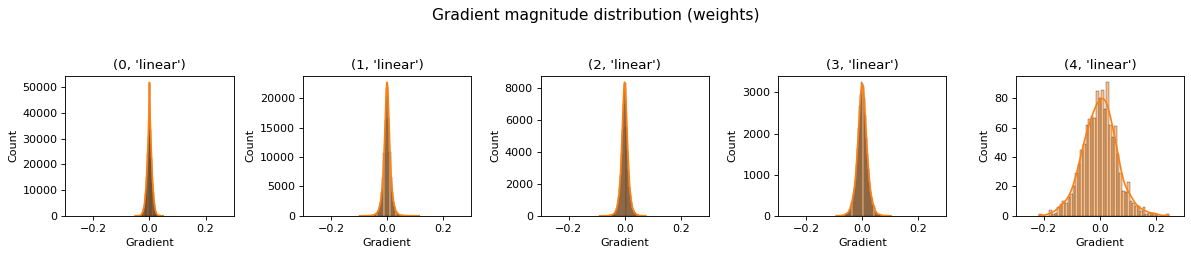 Gradient magnitude distribution (weights)
(0, 'linear')
50000
40000
30000
20000
10000
0
Count
−0.2 0.0 0.2
Gradient
(1, 'linear')
20000
15000
10000
5000
0
Count
−0.2 0.0 0.2
Gradient
(2, 'linear')
8000
6000
4000
2000
0
Count
−0.2 0.0 0.2
Gradient
(3, 'linear')
3000
2000
1000
0
Count
−0.2 0.0 0.2
Gradient
(4, 'linear')
80
60
40
20
0
Count
−0.2 0.0 0.2
Gradient